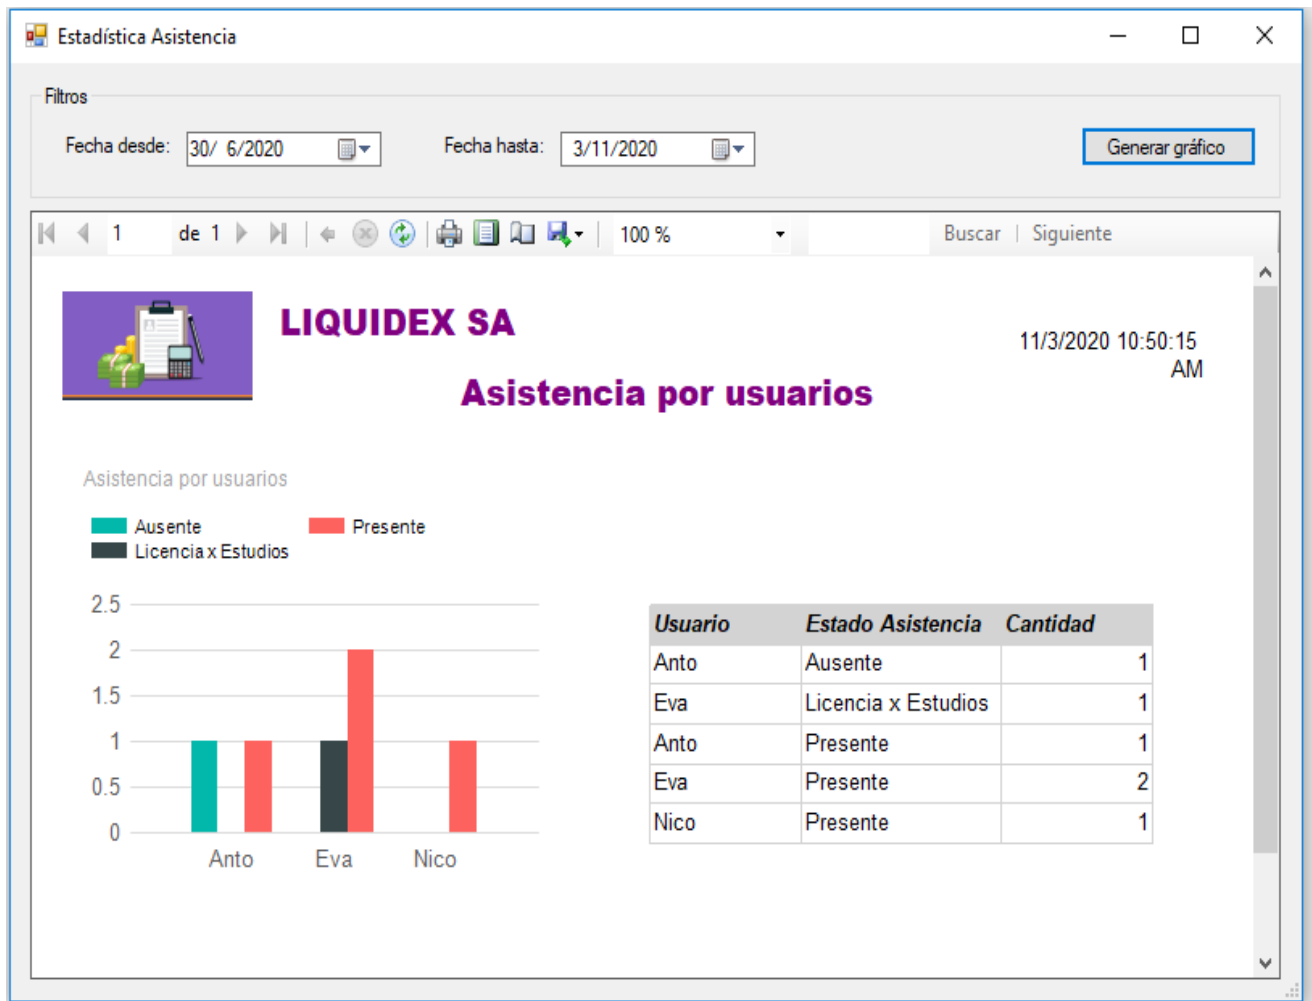 Estadística Asistencia
Filtros
Fecha desde: 30/ 6/2020 Fecha hasta: 3/11/2020 Generar gráfico
1 de 1 100 % Buscar | Siguiente
LIQUIDEX SA
11/3/2020 10:50:15
AM
Asistencia por usuarios
Asistencia por usuarios
Ausente Presente
Licencia x Estudios
2.5
2
1.5
1
0.5
0
Anto Eva Nico
Usuario Estado Asistencia Cantidad
Anto Ausente 1
Eva Licencia x Estudios 1
Anto Presente 1
Eva Presente 2
Nico Presente 1